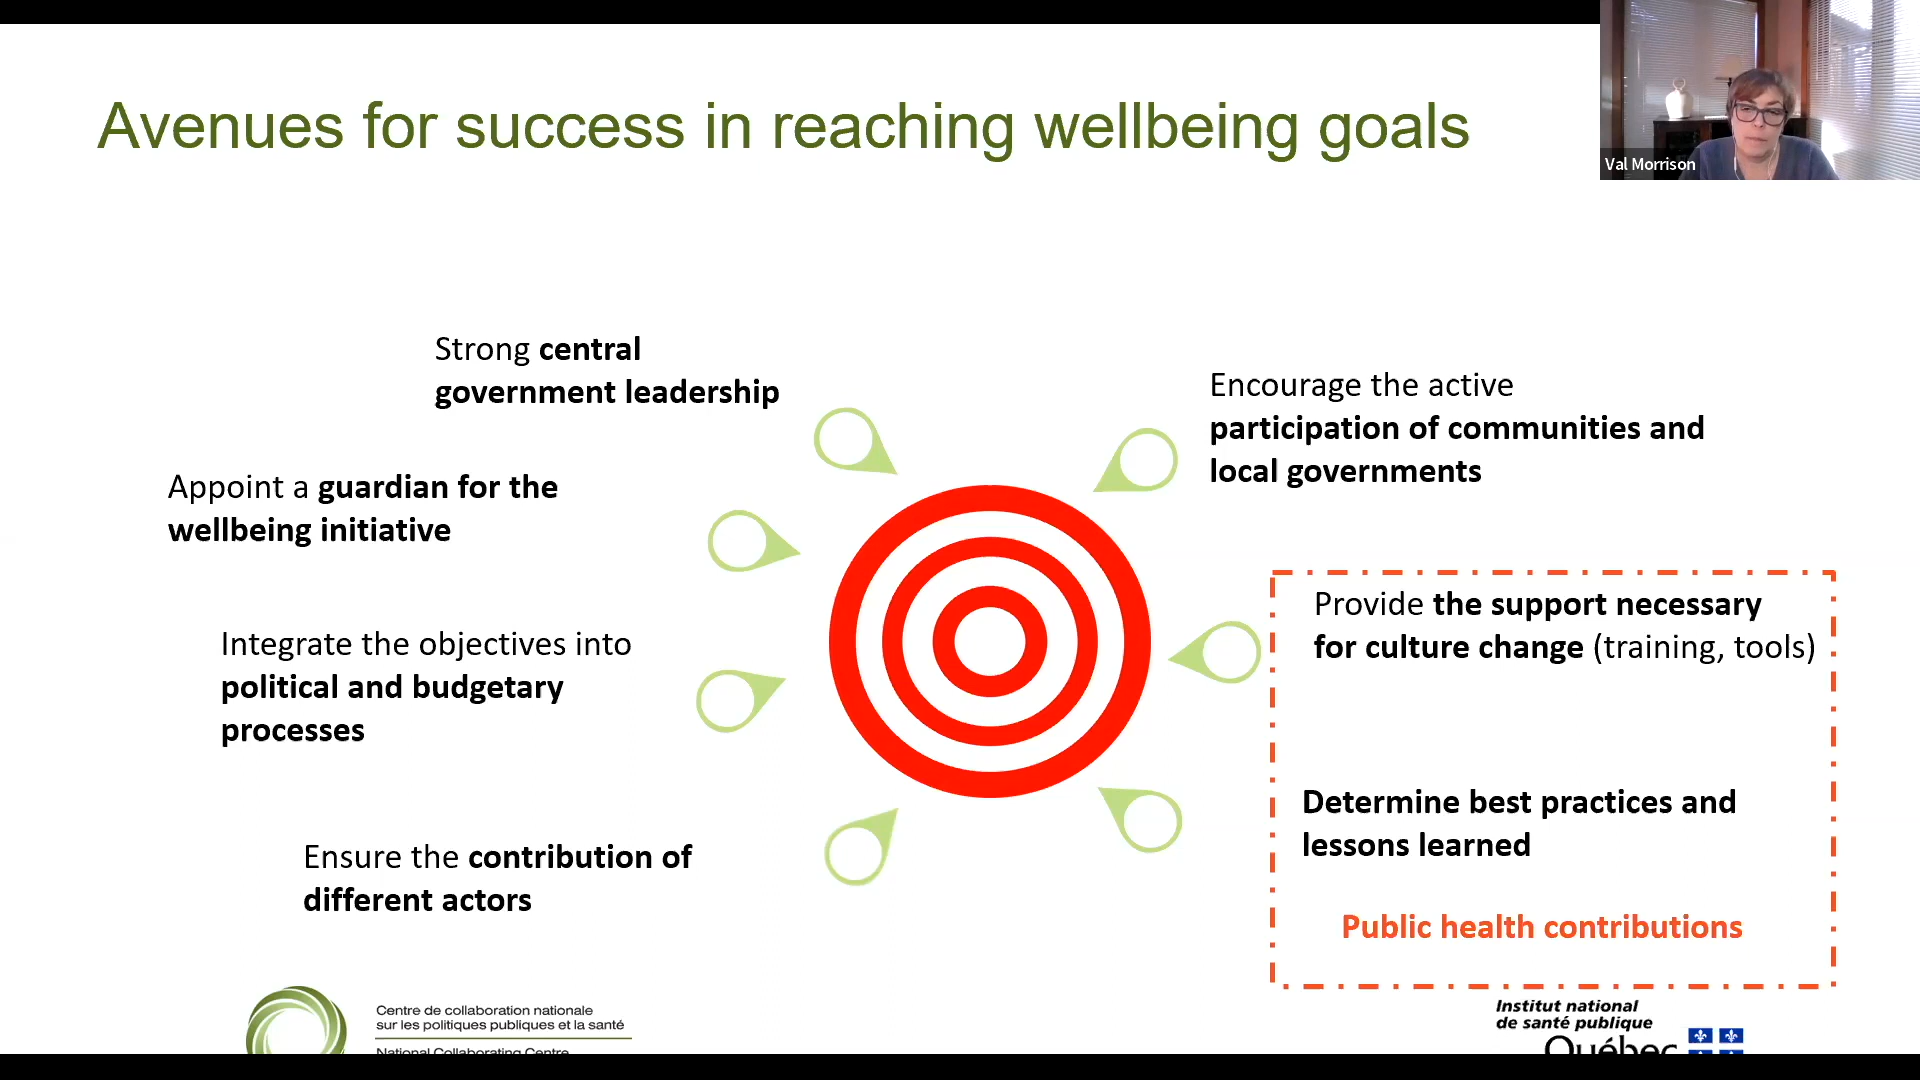 Avenues for success in reaching wellbeing goals
Val Morrison
Strong central
government leadership
Appoint a guardian for the
wellbeing initiative
Integrate the objectives into
political and budgetary
processes
Ensure the contribution of
different actors
Encourage the active
participation of communities and
local governments
Provide the support necessary
for culture change (training, tools)
Determine best practices and
lessons learned
Public health contributions
Centre de collaboration nationale
sur les politiques publiques et la santé
National Collaborating Centre
Institut national
de santé publique
Québec